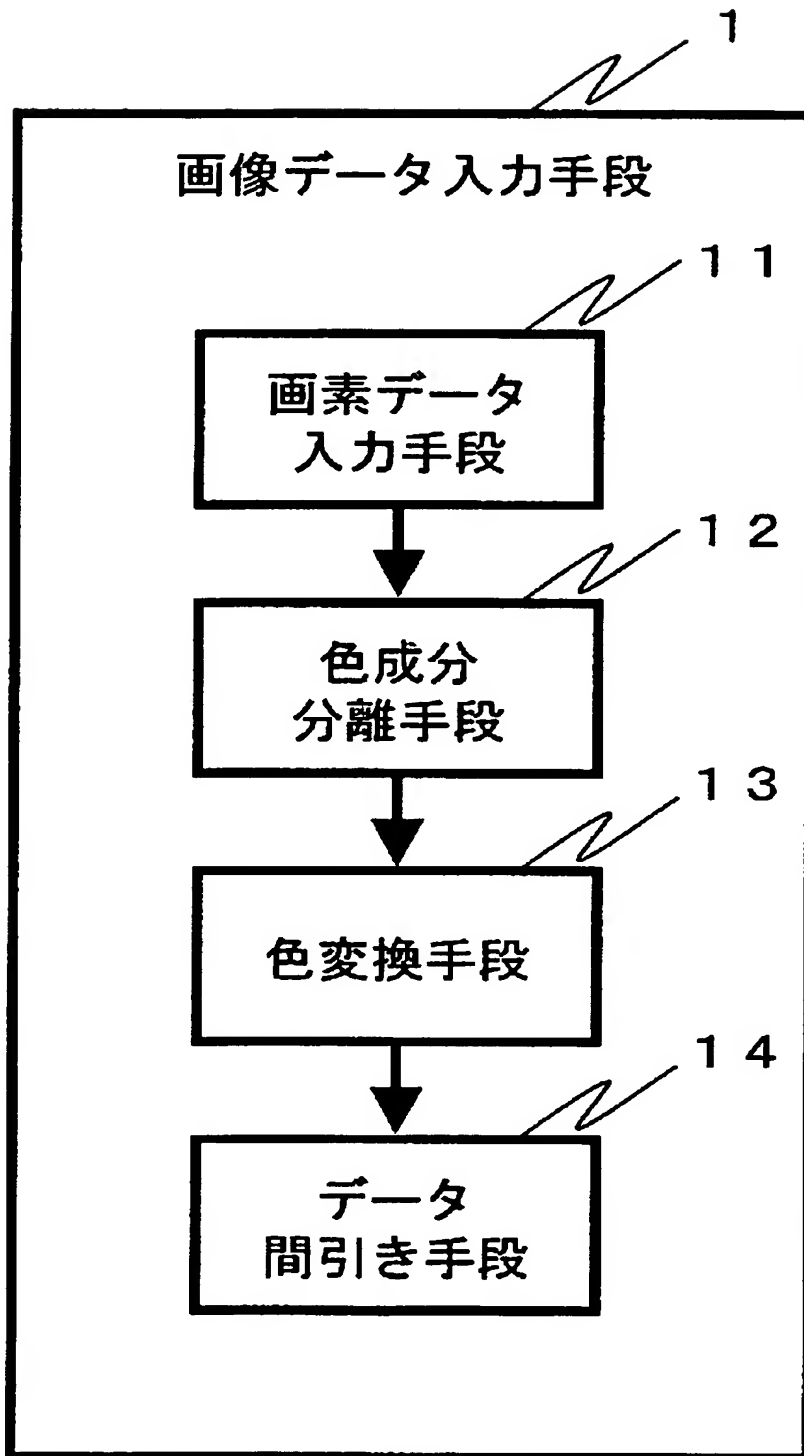 １
画像データ入力手段
１１
画素データ
入力手段
１２
色成分
分離手段
１３
色変換手段
１４
データ
間引き手段